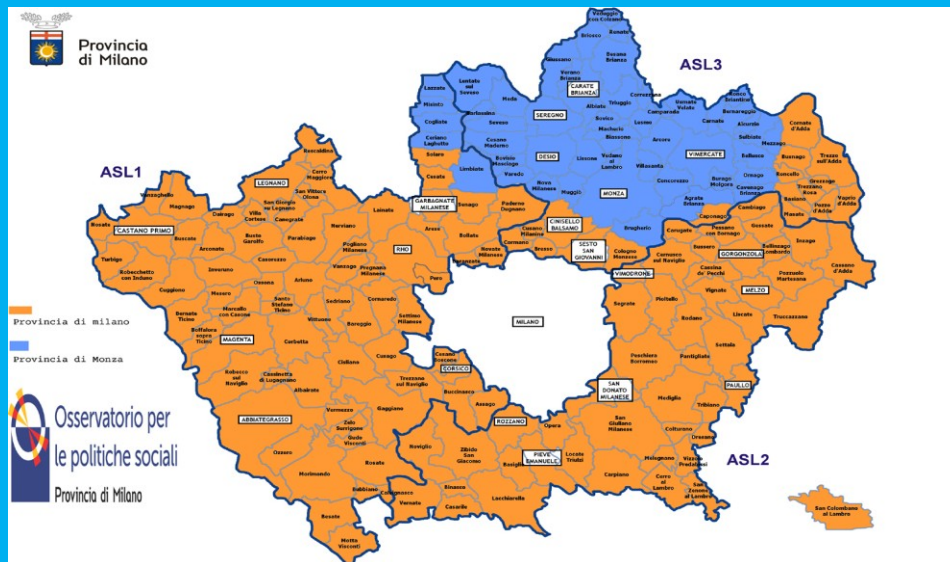 Provincia
di Milano
ASL3
ASL1
ASL2
Veduggio
con Colzano
Briosco
Renate
Giussano
Besana
Brianza
Verano
Brianza
CARATE
BRIANZA
Lazzate
Lentate
sul
Seveso
Misinto
Meda
SEREGNO
Albiate
Triuggio
Correzzana
Camparada
Usmate
Velate
Ronco
Briantino
Bernareggio
Cogliate
Barlassina
Seveso
Sovico
Macherio
Biassono
Lesmo
Carnate
Aicurzio
Sulbiate
Mezzago
Cornate
d'Adda
Ceriano
Laghetto
Cesano
Maderno
Arcore
Bellusco
Busnago
Trezzo
sull'Adda
Solaro
Limbiate
Bovisio
Masciago
Varedo
DESIO
Lissone
Vedano
al
Lambro
Villasanta
VIMERCATE
Ornago
Roncello
Cesate
Nova
Milanese
Muggiò
MONZA
Concorezzo
Burago
Molgora
Cavenago
Brianza
Agrate
Brianza
Grezzago
Trezzano
Rosa
Basiano
Masate
Pozzo
d'Adda
Vaprio
d'Adda
Rescaldina
LEGNANO
Cerro
Maggiore
San Vittore
Olona
GARBAGNATE
MILANESE
Senago
Paderno
Dugnano
CINISELLO
BALSAMO
Brugherio
Caponago
Cambiago
Vanzaghello
Magnago
Dairago
San Giorgio
su Legnano
Villa
Cortese
Canegrata
Lainate
Nerviano
Arese
Bollate
Cusano
Milanino
Cormano
Bresso
SESTO
SAN
GIOVANNI
Cologno
Monzese
Carugate
Pessano
con Bornago
Gessate
Nosate
CASTANO PRIMO
Buscate
Busto
Garolfo
Parabiago
Pogliano
Milanese
RHO
Novate
Milanese
Baranzate
VIMODRONE
Cernusco
sul Naviglio
Bussero
GORGONZOLA
Bellinzago
Lombardo
Inzago
Turbigo
Arconate
Casorezzo
Vanzago
Pregnana
Milanese
Pero
Cassina
de' Pecchi
Cassano
d'Adda
Robecchetto
con Induno
Inveruno
Arluno
Pozzuolo
Martesana
Cuggiono
Mesero
Ossona
Santo
Stefano
Ticino
Sedriano
Cornaredo
Segrate
Pioltello
Vignate
MELZO
Bernate
Ticino
Marcallo
con Casone
Vittuone
Bareggio
Settimo
Milanese
MILANO
Rodano
Liscate
Truccazzano
Provincia di milano
Boffalora
sopra
Ticino
MAGENTA
Corbetta
Settala
Provincia di Monza
Cisliano
Cusago
Cesano
Boscone
CORSICO
Peschiera
Borromeo
Pantigliate
Robecco
sul
Naviglio
Cassinetta
di Lugagnano
Albairate
Trezzano
sul Naviglio
Buccinasco
Assago
SAN
DONATO
MILANESE
Mediglia
PAULLO
Tribiano
Osservatorio per
le politiche sociali
Provincia di Milano
ABBIATEGRASSO
Vermezzo
Zelo
Surrigone
Gudo
Visconti
Gaggiano
ROZZANO
Opera
San
Giuliano
Milanese
Colturano
Dresano
Ozzero
Rosate
Noviglio
Zibido
San
Giacomo
PIEVE
EMANUELE
Locate
Triulzi
Melegnano
Vizzolo
Predabissi
Morimondo
Basiglio
Carpiano
Cerro
al Lambro
San
Zenone
al Lambro
Bubbiano
Calvignasco
Binasco
Lacchiarella
Vernate
Casarile
Besate
Motta
Visconti
San Colombano
al Lambro